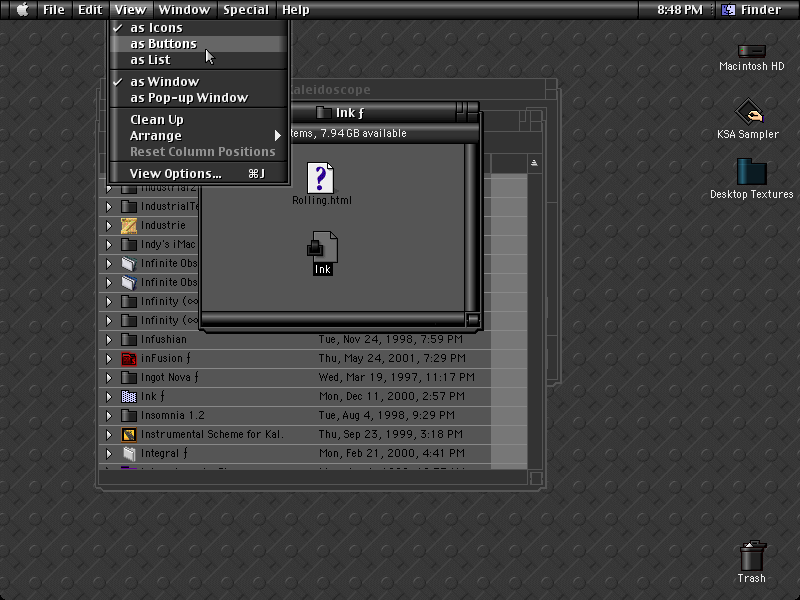 File Edit View Window Special Help 8:48 PM Finder
✓ as Icons
as Buttons
as List
✓ as Window
as Pop-up Window
Clean Up
Arrange
Reset Column Positions
View Options... ⌘J
aleidoscope
Ink ƒ
tems, 7.94 GB available
Rolling.html
Ink
IndustrialTe
Industrie
Indy's iMac
Infinite Obs
Infinite Obs
Infinity (∞
Infinity (∞
Infushian Tue, Nov 24, 1998, 7:59 PM
inFusion ƒ Thu, May 24, 2001, 7:29 PM
Ingot Nova ƒ Wed, Mar 19, 1997, 11:17 PM
Ink ƒ Mon, Dec 11, 2000, 2:57 PM
Insomnia 1.2 Tue, Aug 4, 1998, 9:29 PM
Instrumental Scheme for Kal. Thu, Sep 23, 1999, 3:18 PM
Integral ƒ Mon, Feb 21, 2000, 4:41 PM
Macintosh HD
KSA Sampler
Desktop Textures
Trash